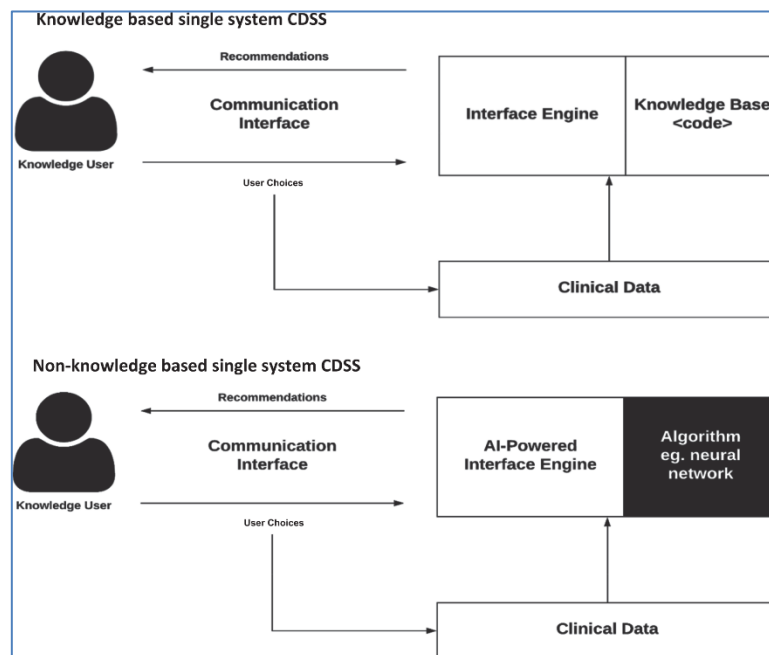 Knowledge based single system CDSS
Recommendations
Communication
Interface
Knowledge User
User Choices
Interface Engine
Knowledge Base
<code>
Clinical Data
Non-knowledge based single system CDSS
Recommendations
Communication
Interface
Knowledge User
User Choices
AI-Powered
Interface Engine
Algorithm
eg. neural
network
Clinical Data